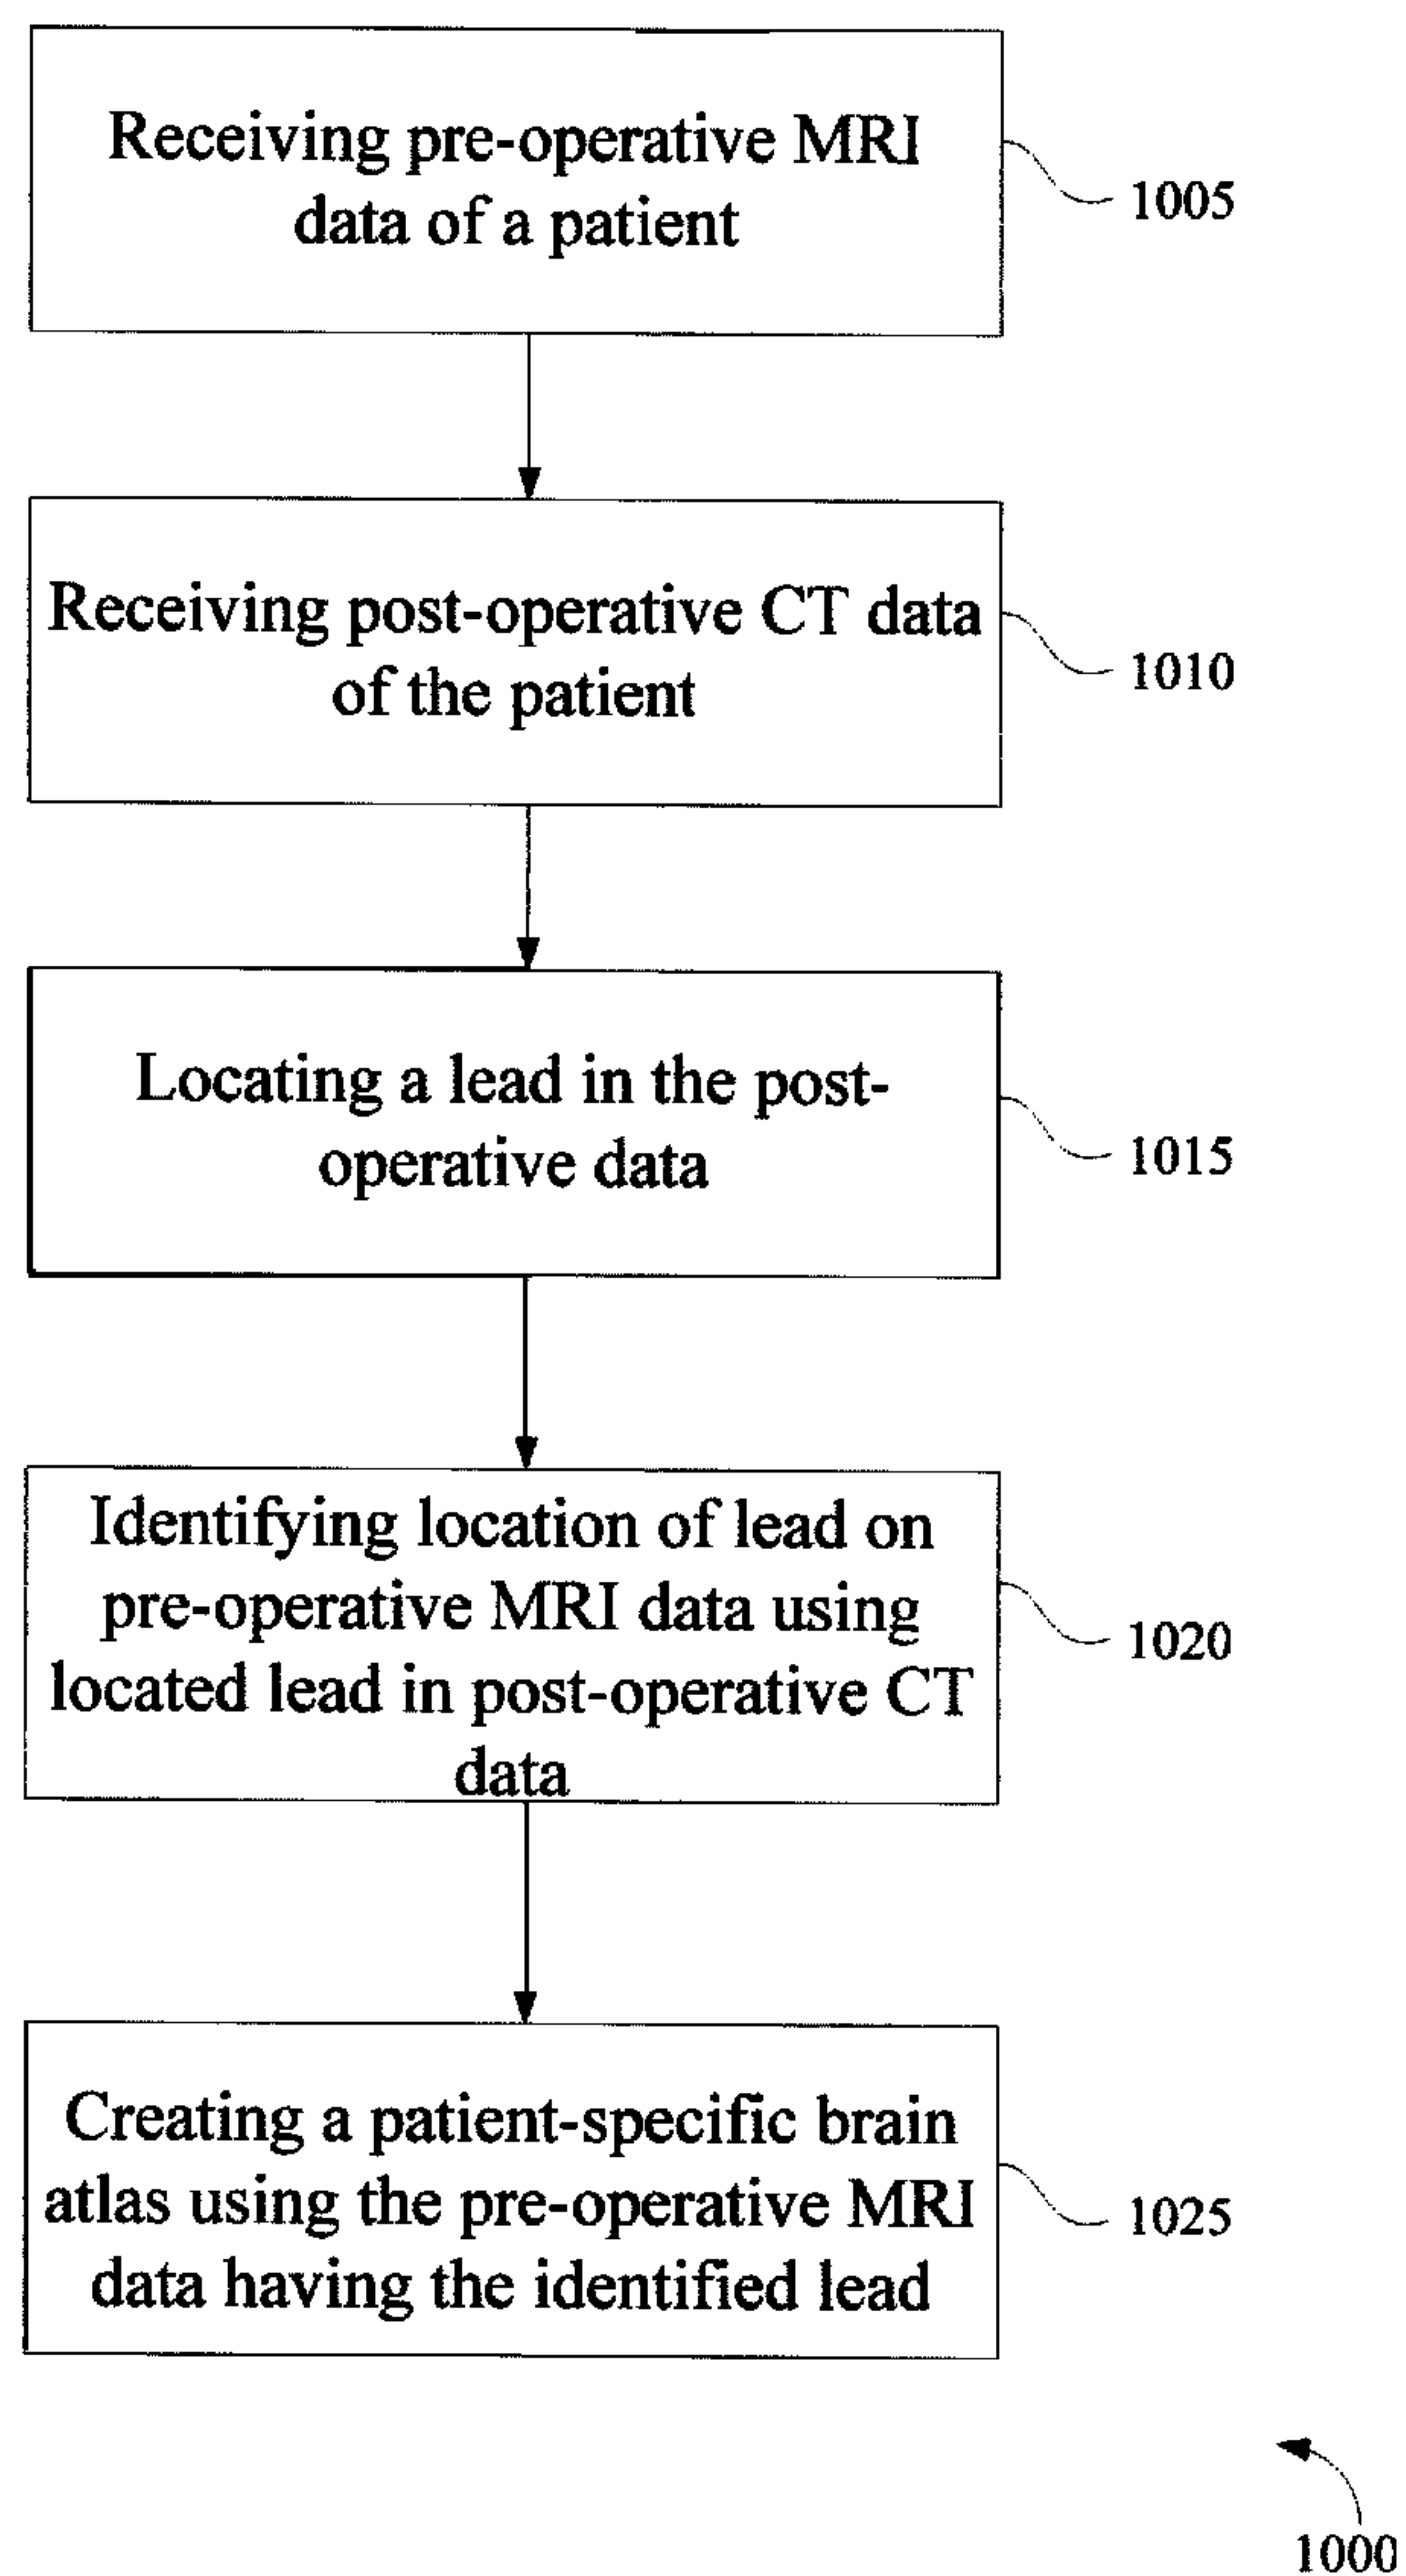 Receiving pre-operative MRI
data of a patient
1005
Receiving post-operative CT data
of the patient
1010
Locating a lead in the post-
operative data
1015
Identifying location of lead on
pre-operative MRI data using
located lead in post-operative CT
data
1020
Creating a patient-specific brain
atlas using the pre-operative MRI
data having the identified lead
1025
1000